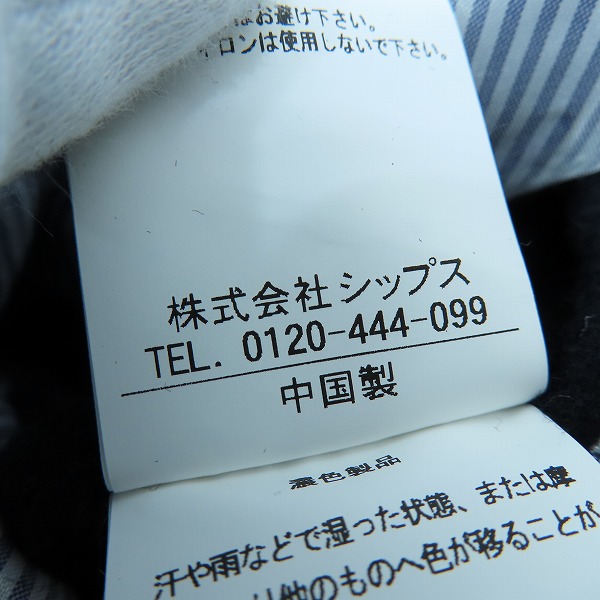 はお避け下さい。
イロンは使用しないで下さい。
株式会社シップス
TEL. 0120-444-099
中国製
濃色製品
汗や雨などで湿った状態、または摩
り他のものへ色が移ることが